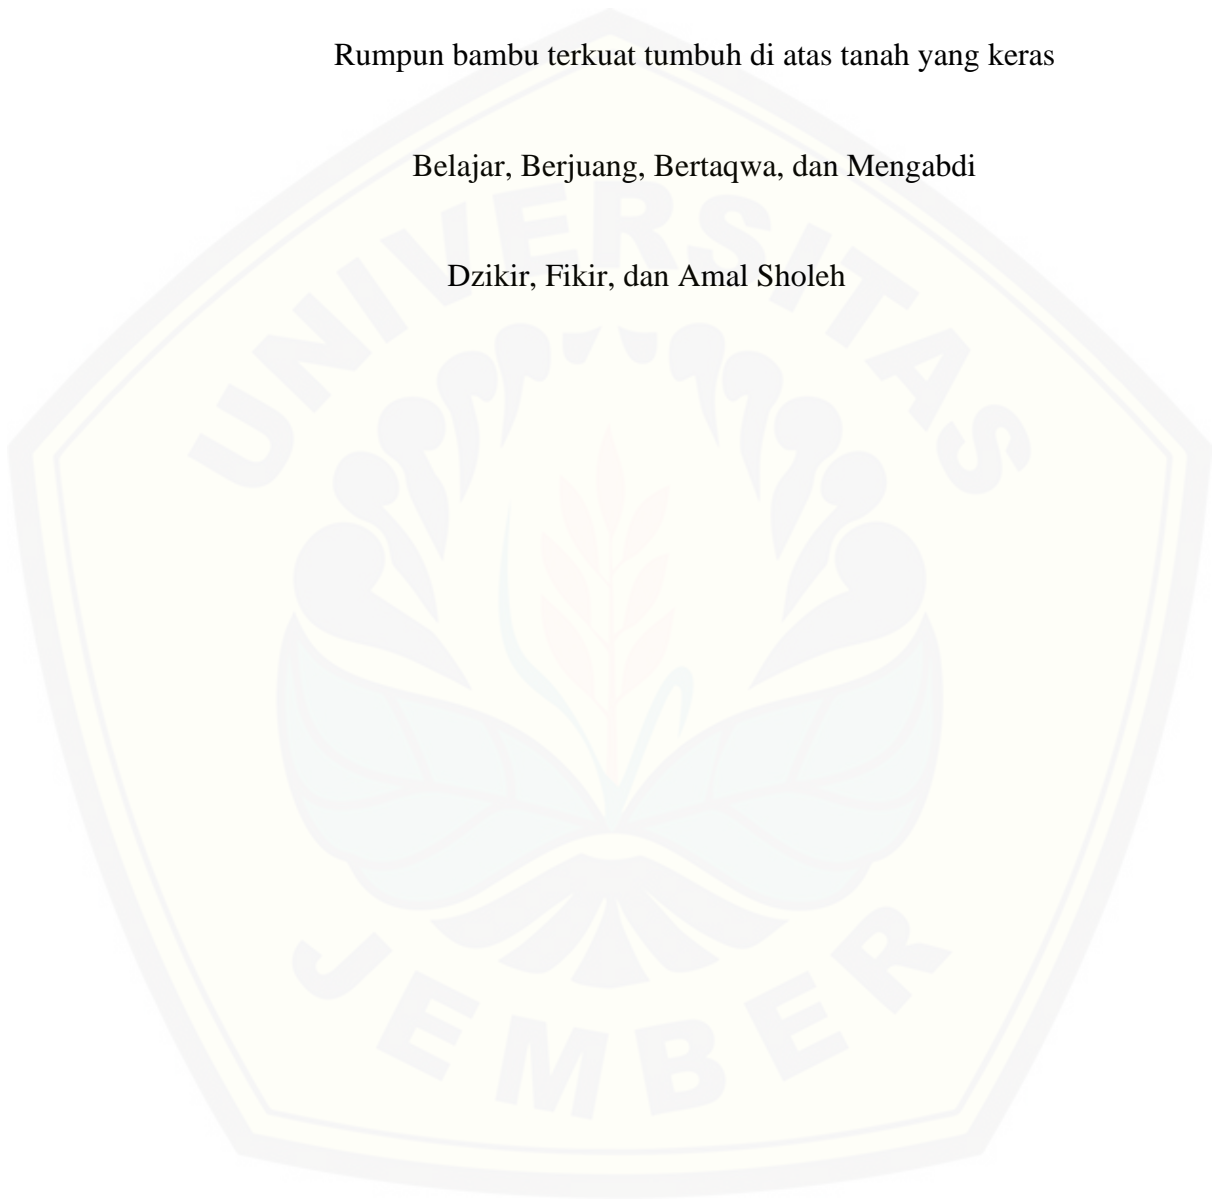 Rumpun bambu terkuat tumbuh di atas tanah yang keras
Belajar, Berjuang, Bertaqwa, dan Mengabdi
Dzikir, Fikir, dan Amal Sholeh
UNIVERSITAS
JEMBER